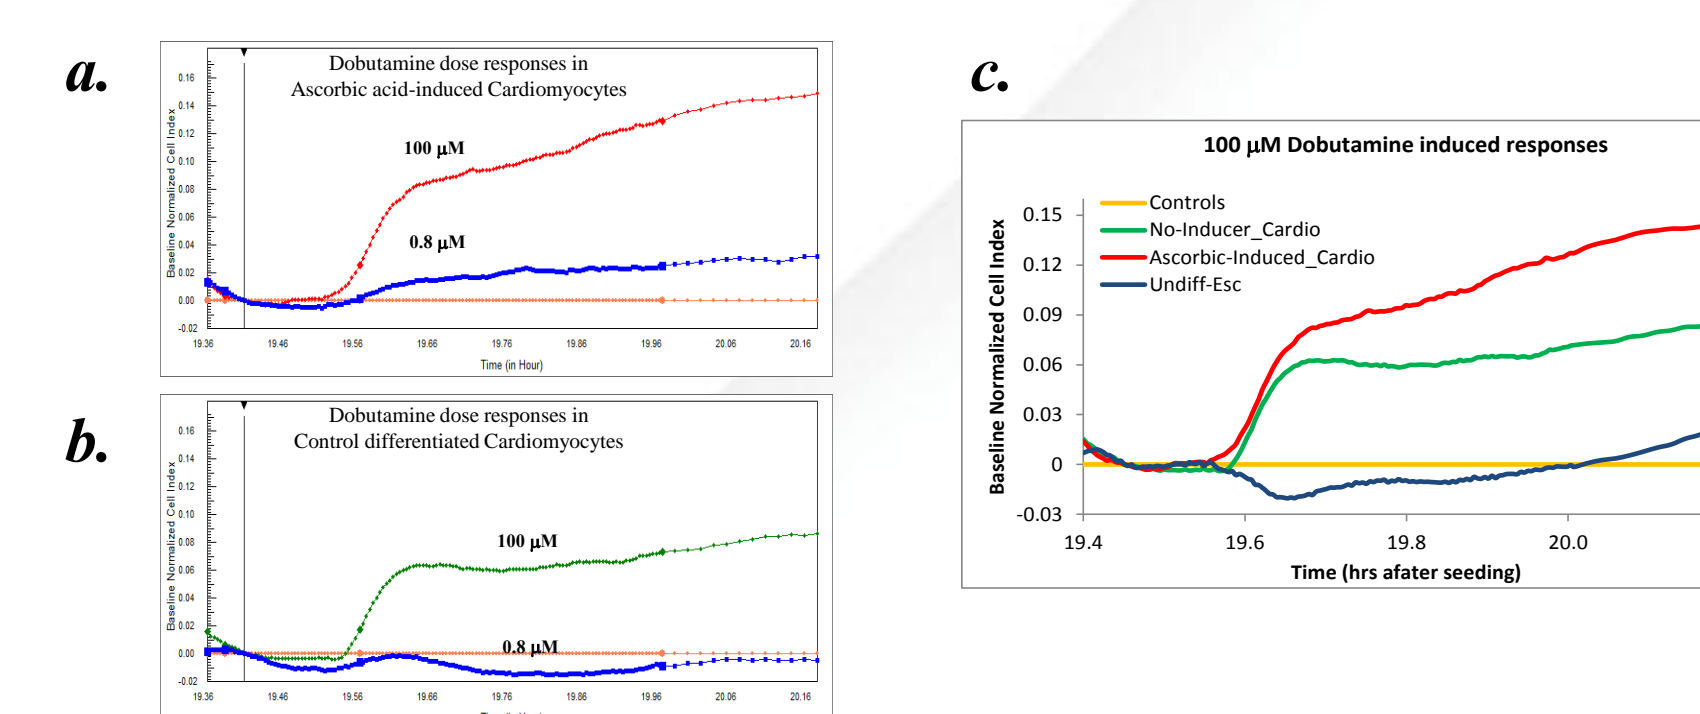 a.
Dobutamine dose responses in
Ascorbic acid-induced Cardiomyocytes
Baseline Normalized Cell Index
0.16
0.14
0.12
0.10
0.08
0.06
0.04
0.02
0.00
-0.02
100 µM
0.8 µM
19.36 19.46 19.56 19.66 19.76 19.86 19.96 20.06 20.16
Time (in Hour)
b.
Dobutamine dose responses in
Control differentiated Cardiomyocytes
Baseline Normalized Cell Index
0.16
0.14
0.12
0.10
0.08
0.06
0.04
0.02
0.00
-0.02
100 µM
0.8 µM
19.36 19.46 19.56 19.66 19.76 19.86 19.96 20.06 20.16
c.
100 µM Dobutamine induced responses
Controls
No-Inducer_Cardio
Ascorbic-Induced_Cardio
Undiff-Esc
Baseline Normalized Cell Index
0.15
0.12
0.09
0.06
0.03
0
-0.03
19.4 19.6 19.8 20.0
Time (hrs afater seeding)